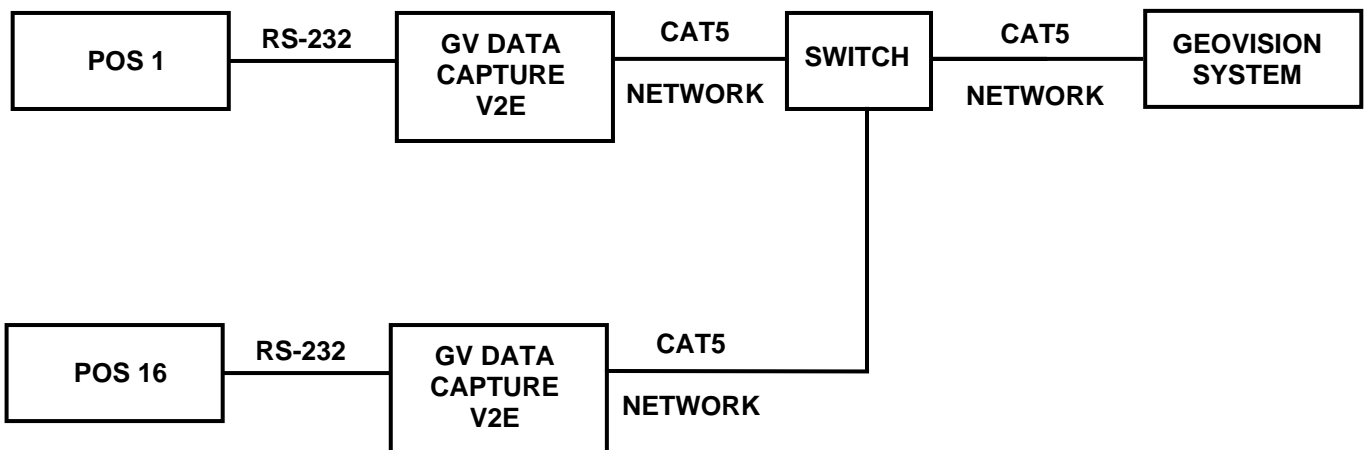 POS 1
RS-232
GV DATA
CAPTURE
V2E
CAT5
NETWORK
SWITCH
CAT5
NETWORK
GEOVISION
SYSTEM
POS 16
RS-232
GV DATA
CAPTURE
V2E
CAT5
NETWORK